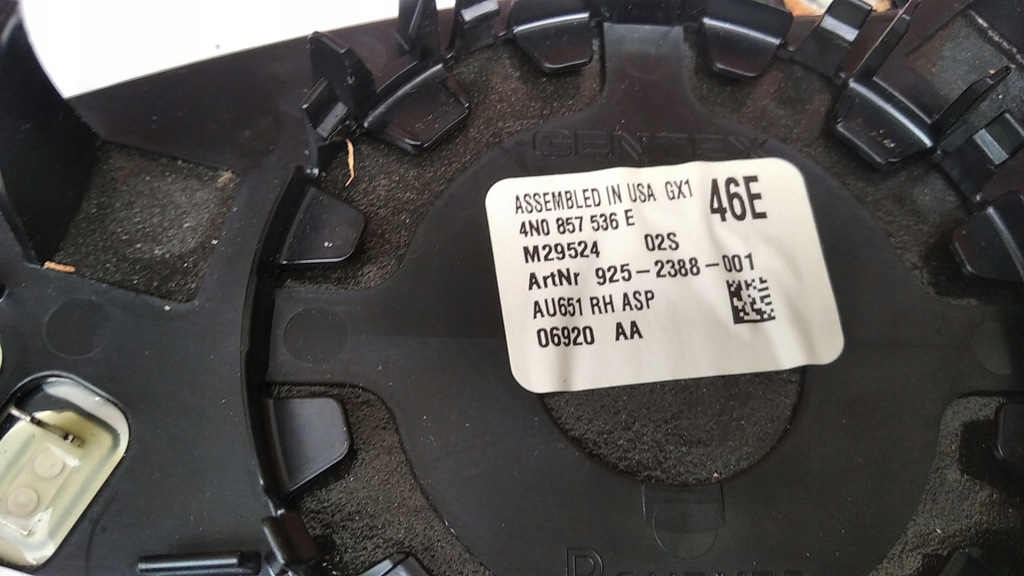 GENTEX
ASSEMBLED IN USA GX1 46E
4N0 857 536 E
M29524 02S
ArtNr 925-2388-001
AU651 RH ASP
06920 AA